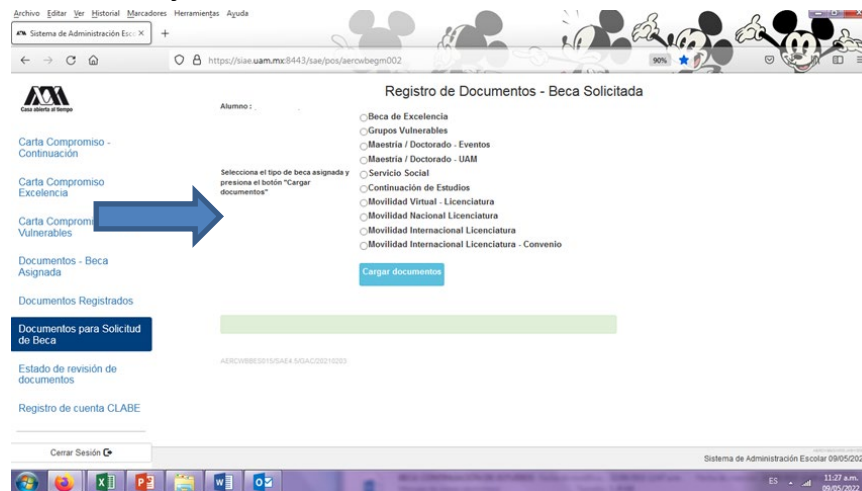 Archivo Editar Ver Historial Marcadores Herramientas Ayuda
Sistema de Administración Esc
https://siae.uam.mx:8443/sae/pos/aercwbegm002
90%
Casa abierta al tiempo
Registro de Documentos - Beca Solicitada
Alumno :
Beca de Excelencia
Grupos Vulnerables
Maestría / Doctorado - Eventos
Maestría / Doctorado - UAM
Selecciona el tipo de beca asignada y
presiona el botón "Cargar
documentos"
Servicio Social
Continuación de Estudios
Movilidad Virtual - Licenciatura
Movilidad Nacional Licenciatura
Movilidad Internacional Licenciatura
Movilidad Internacional Licenciatura - Convenio
Cargar documentos
Carta Compromiso -
Continuación
Carta Compromiso
Excelencia
Carta Comprom
Vulnerables
Documentos - Beca
Asignada
Documentos Registrados
Documentos para Solicitud
de Beca
Estado de revisión de
documentos
Registro de cuenta CLABE
Cerrar Sesión
Sistema de Administración Escolar 09/05/202
ES
11:27 a.m.
09/05/2022